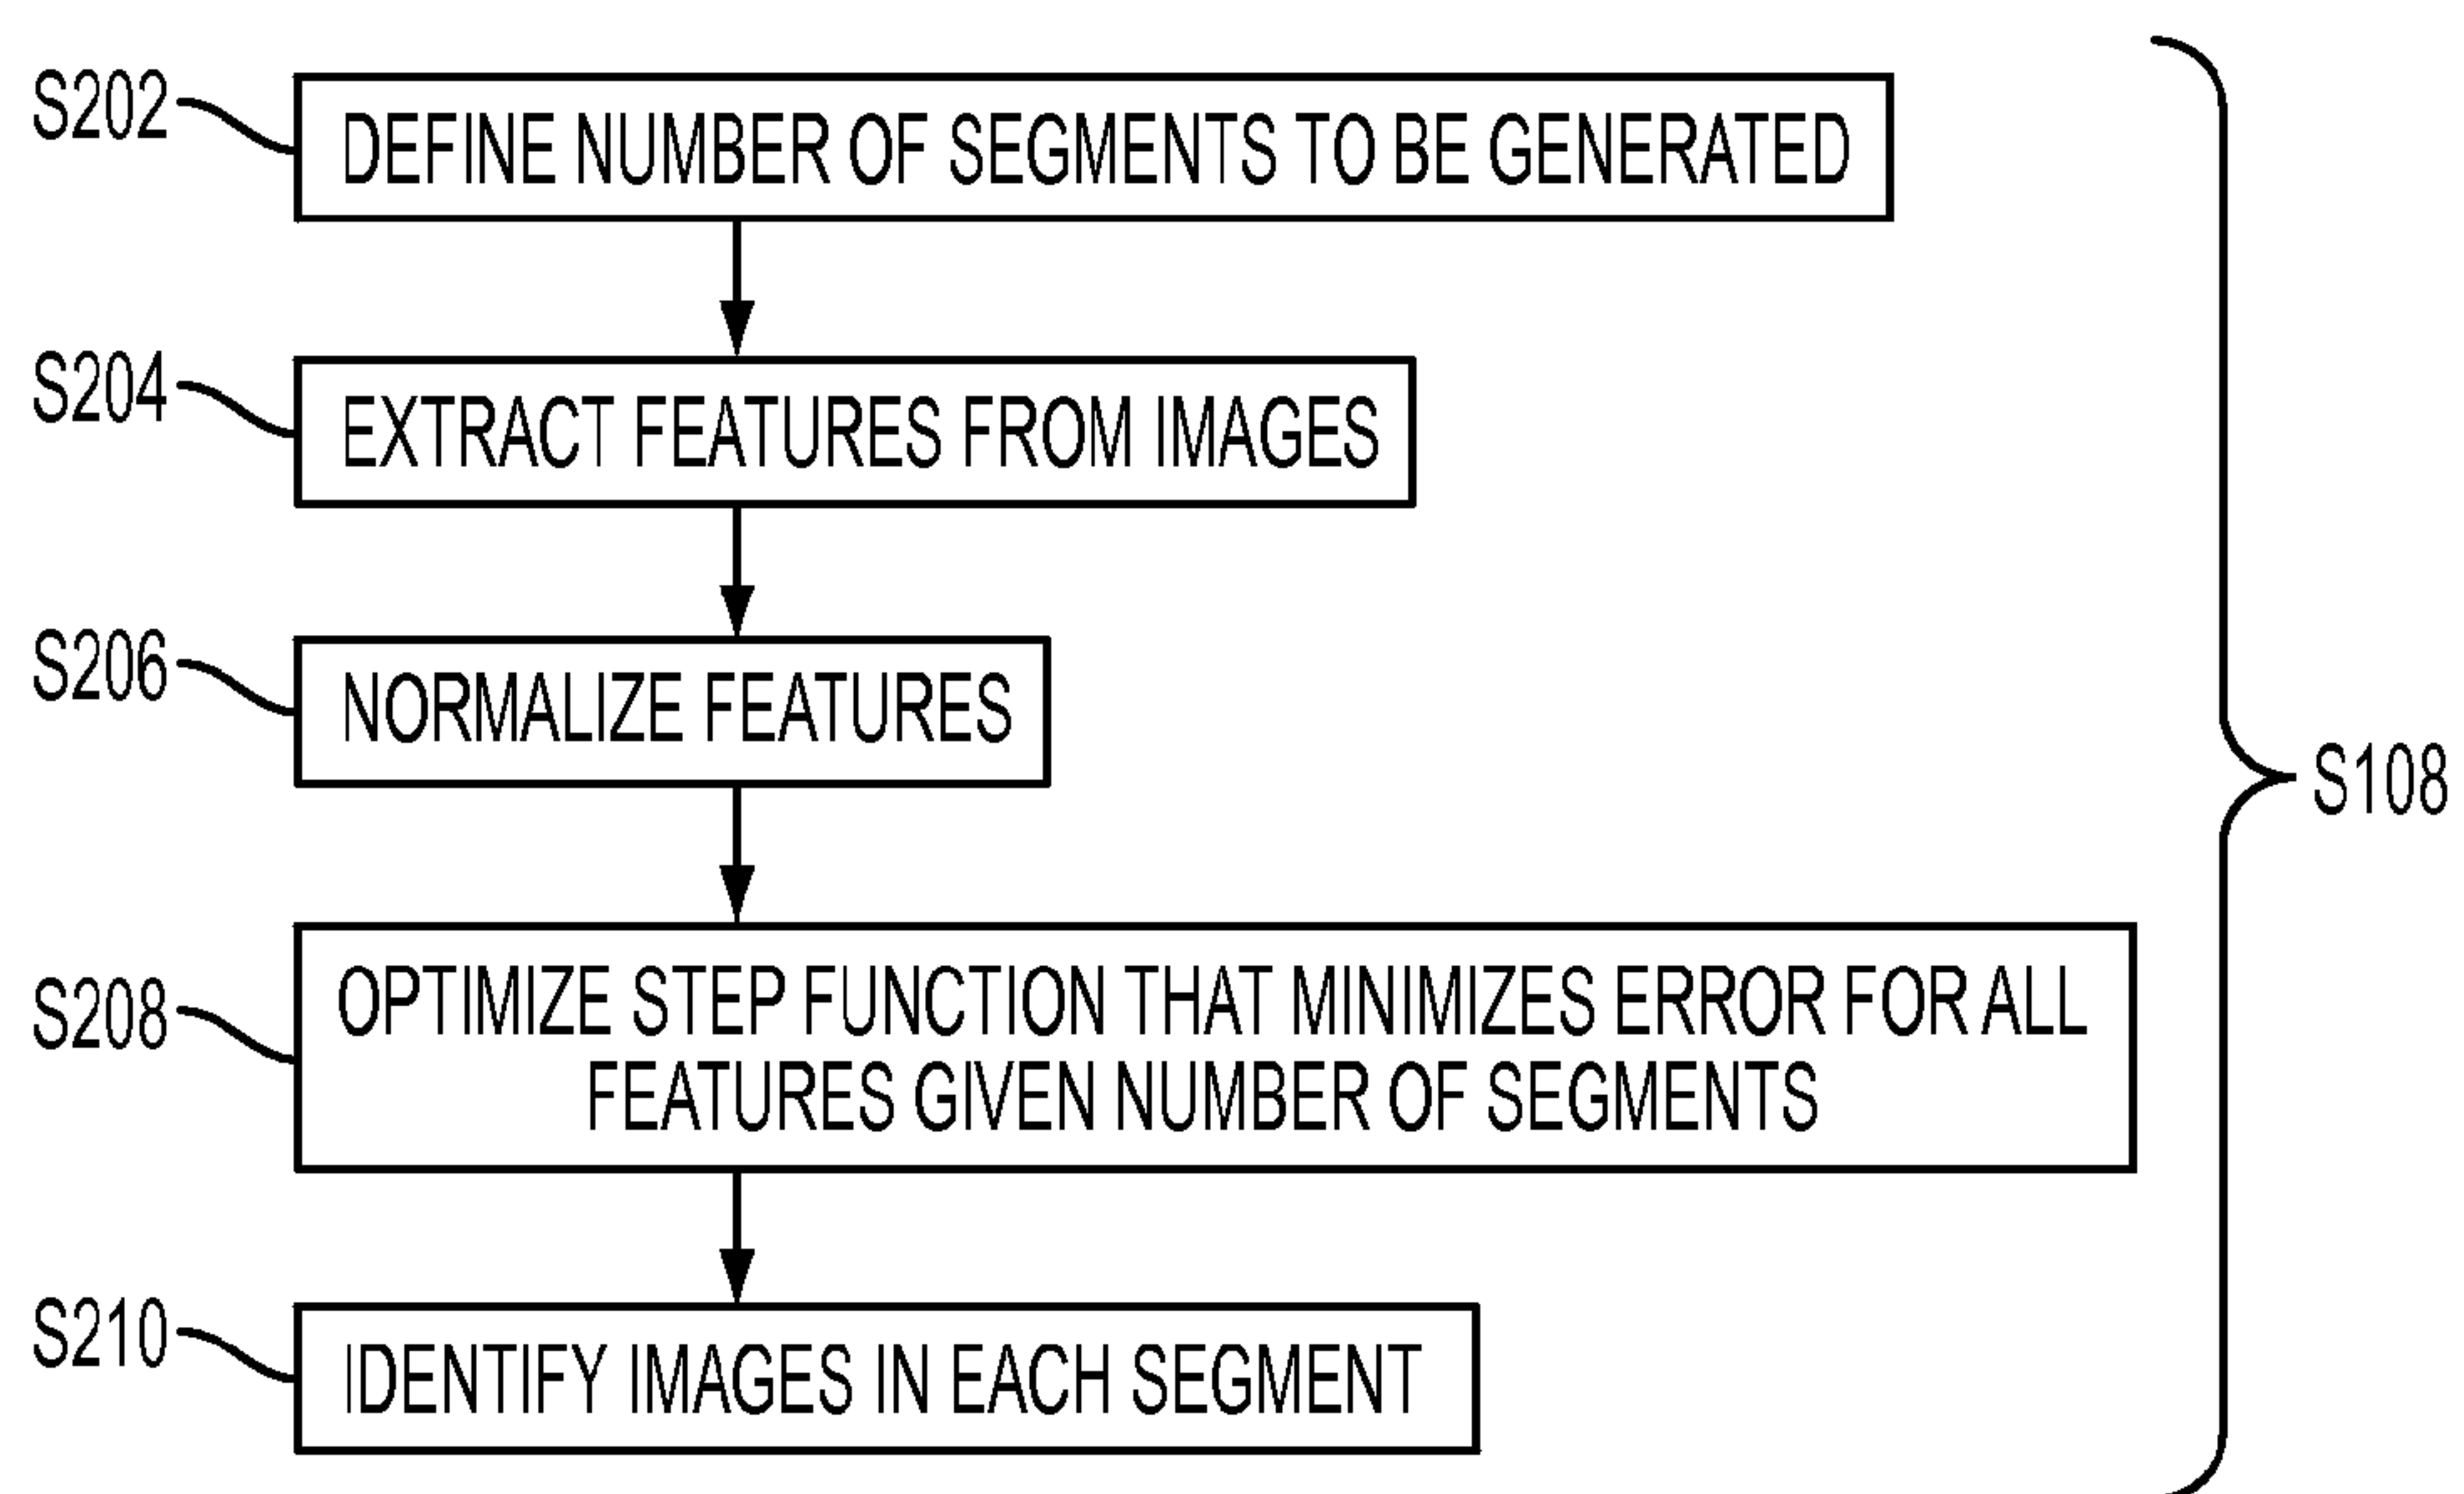 S202
DEFINE NUMBER OF SEGMENTS TO BE GENERATED
S204
EXTRACT FEATURES FROM IMAGES
S206
NORMALIZE FEATURES
S108
S208
OPTIMIZE STEP FUNCTION THAT MINIMIZES ERROR FOR ALL
FEATURES GIVEN NUMBER OF SEGMENTS
S210
IDENTIFY IMAGES IN EACH SEGMENT